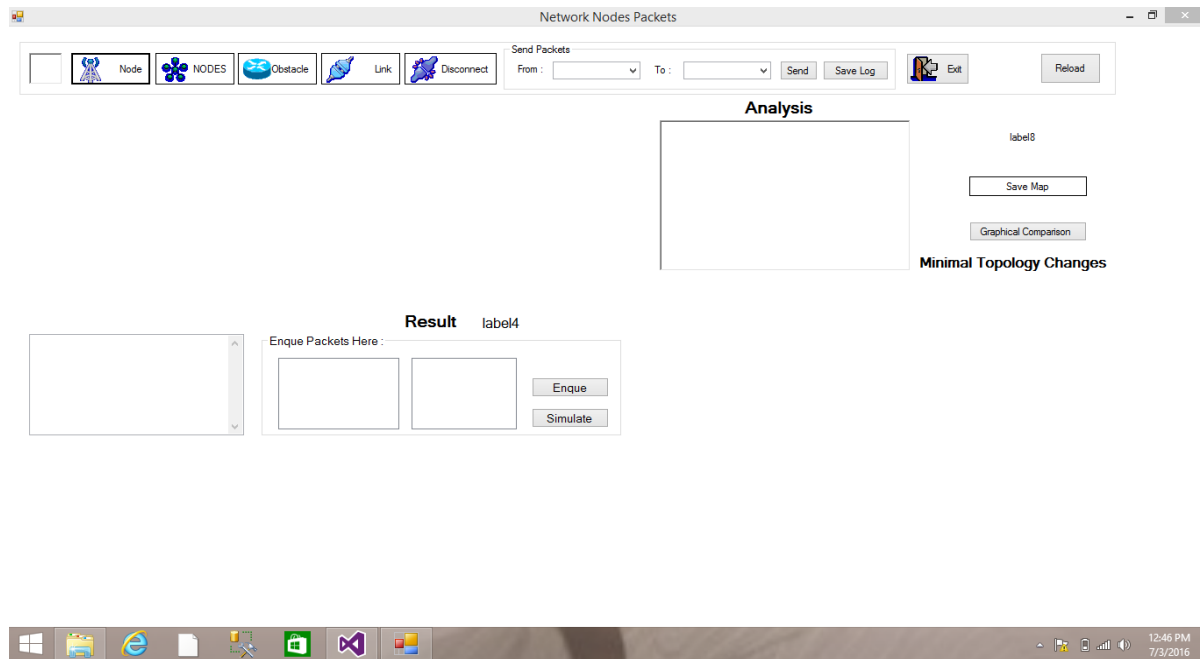 Network Nodes Packets
Send Packets
Node NODES Obstacle Link Disconnect From : To : Send Save Log Exit Reload
Analysis
label8
Save Map
Graphical Comparison
Minimal Topology Changes
Result label4
Enque Packets Here :
Enque
Simulate
12:46 PM
7/3/2016